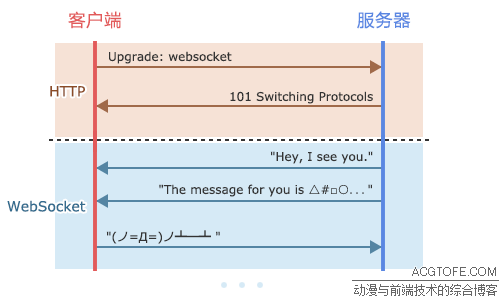 客户端 服务器
Upgrade: websocket
HTTP
101 Switching Protocols
"Hey, I see you."
"The message for you is △#□○..."
WebSocket
"(ノ=Д=)ノ┻━┻ "
ACGTOFE.COM
动漫与前端技术的综合博客